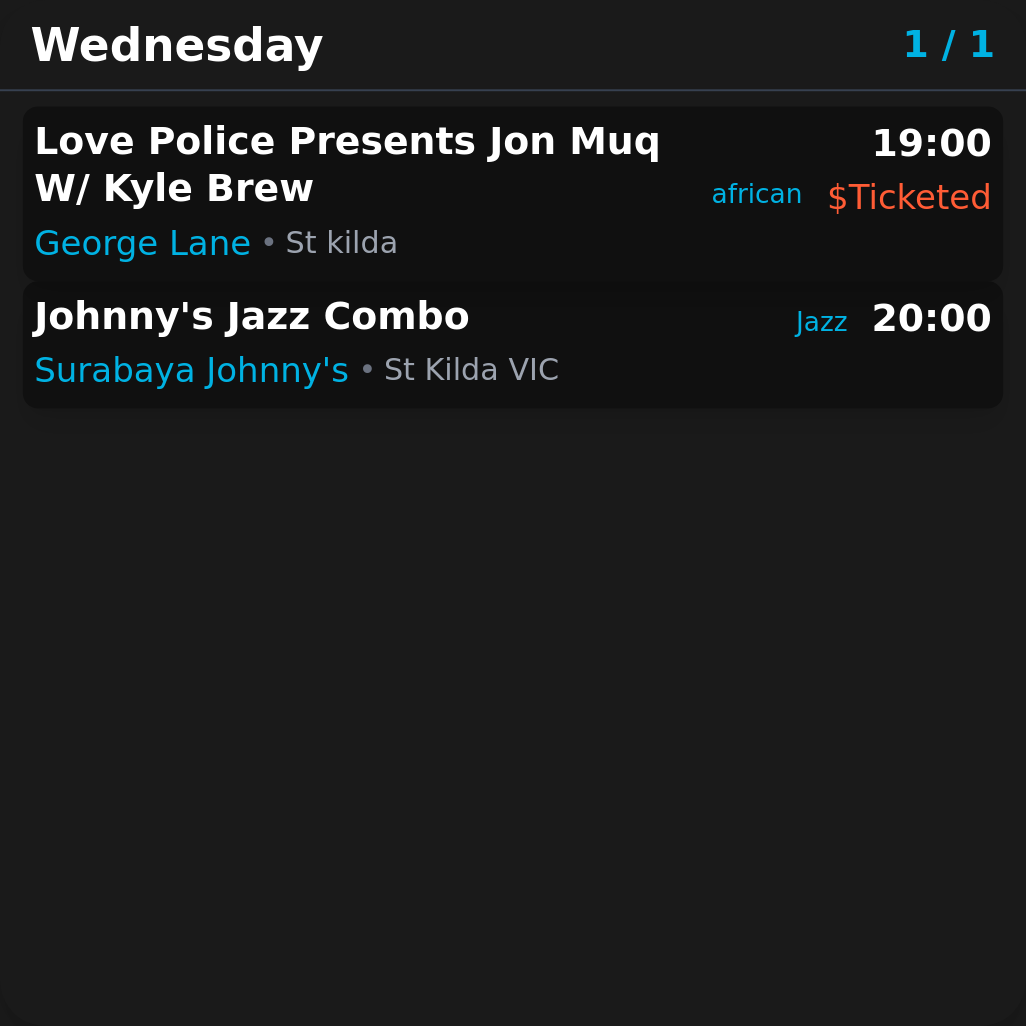 Wednesday
1 / 1
Love Police Presents Jon Muq
W/ Kyle Brew
19:00
african $Ticketed
George Lane • St kilda
Johnny's Jazz Combo
Jazz 20:00
Surabaya Johnny's • St Kilda VIC